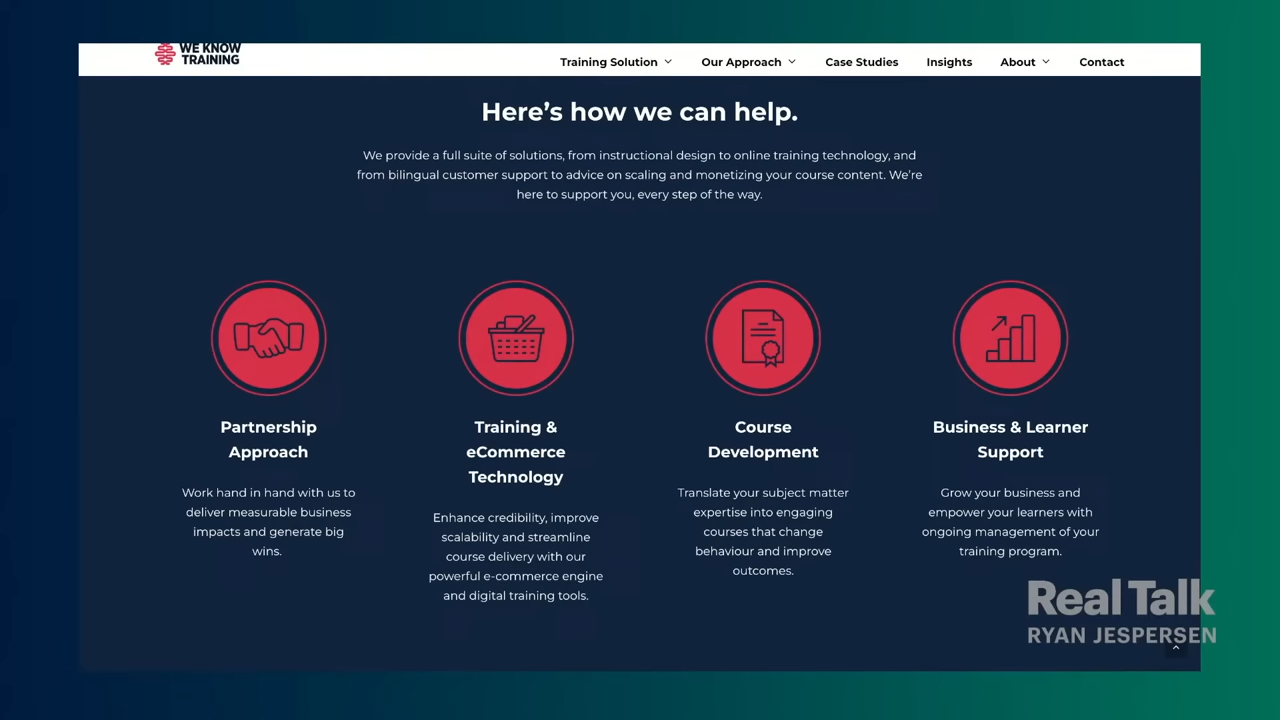 WE KNOW
TRAINING
Training Solution
Our Approach
Case Studies
Insights
About
Contact
Here's how we can help.
We provide a full suite of solutions, from instructional design to online training technology, and
from bilingual customer support to advice on scaling and monetizing your course content. We're
here to support you, every step of the way.
Partnership
Approach
Work hand in hand with us to
deliver measurable business
impacts and generate big
wins.
Training &
eCommerce
Technology
Enhance credibility, improve
scalability and streamline
course delivery with our
powerful e-commerce engine
and digital training tools.
Course
Development
Translate your subject matter
expertise into engaging
courses that change
behaviour and improve
outcomes.
Business & Learner
Support
Grow your business and
empower your learners with
ongoing management of your
training program.
Real Talk
RYAN JESPERSEN